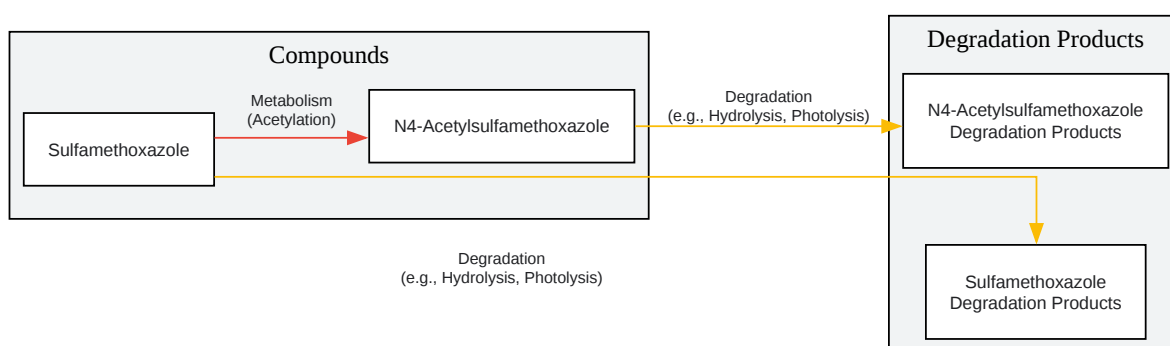 Compounds
Degradation Products
Metabolism
(Acetylation)
Sulfamethoxazole
N4-Acetylsulfamethoxazole
Degradation
(e.g., Hydrolysis, Photolysis)
N4-Acetylsulfamethoxazole
Degradation Products
Degradation
(e.g., Hydrolysis, Photolysis)
Sulfamethoxazole
Degradation Products